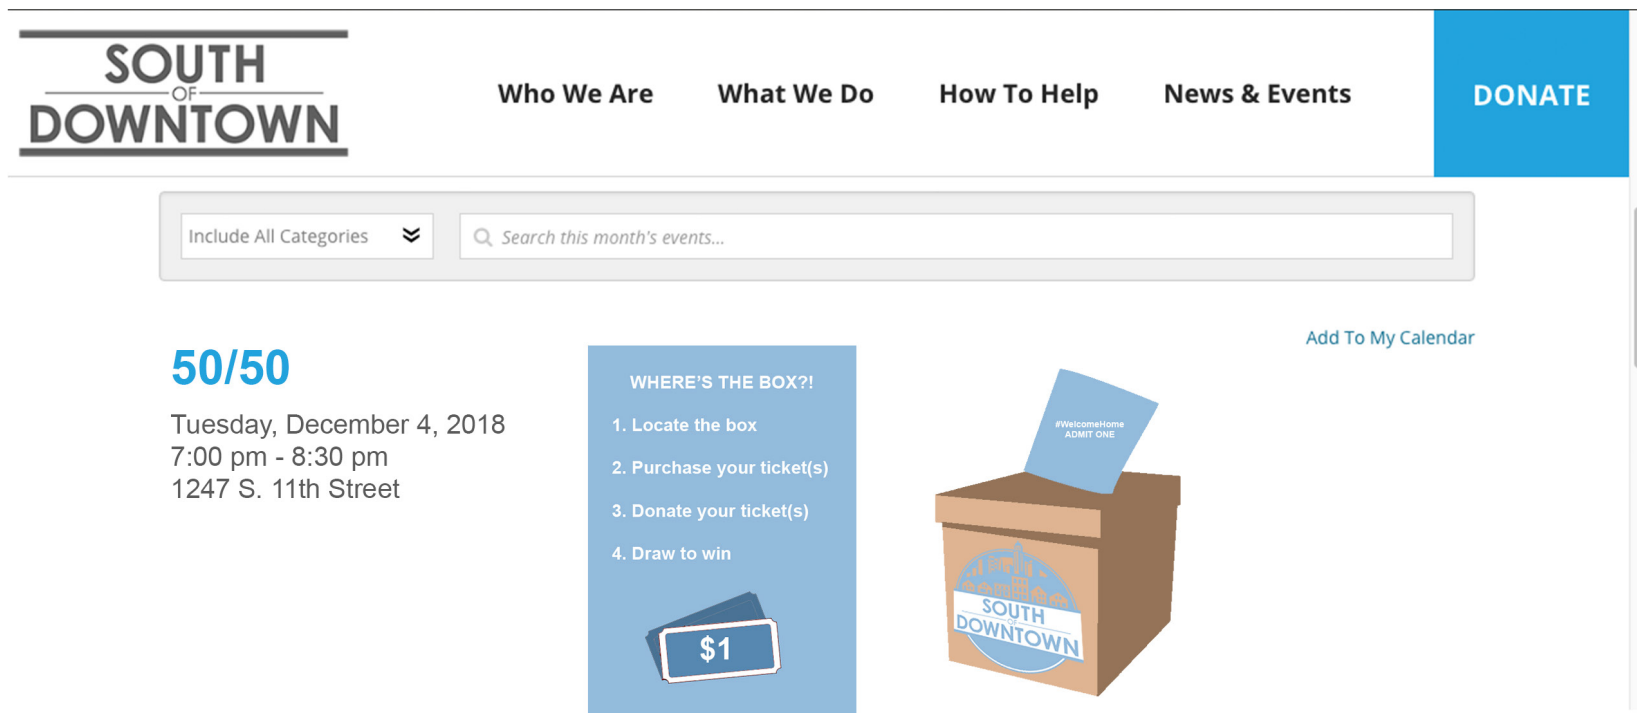 SOUTH
OF
DOWNTOWN
Who We Are
What We Do
How To Help
News & Events
DONATE
Include All Categories
Search this month's events...
Add To My Calendar
50/50
Tuesday, December 4, 2018
7:00 pm - 8:30 pm
1247 S. 11th Street
WHERE'S THE BOX?!
1. Locate the box
2. Purchase your ticket(s)
3. Donate your ticket(s)
4. Draw to win
$1
#WelcomeHome
ADMIT ONE
SOUTH
OF
DOWNTOWN